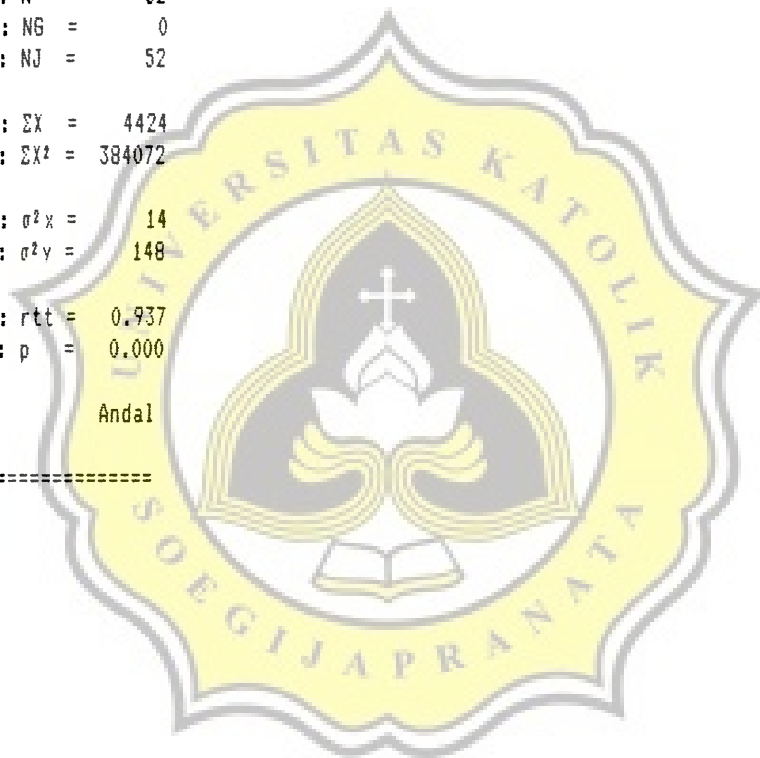 : NG = 0
: NJ = 52
: ΣX = 4424
: ΣX² = 384072
: σ²x = 14
: σ²y = 148
: rtt = 0.937
: p = 0.000
Andal
==============
UNIVERSITAS KATOLIK
SOEGIJAPRANATA